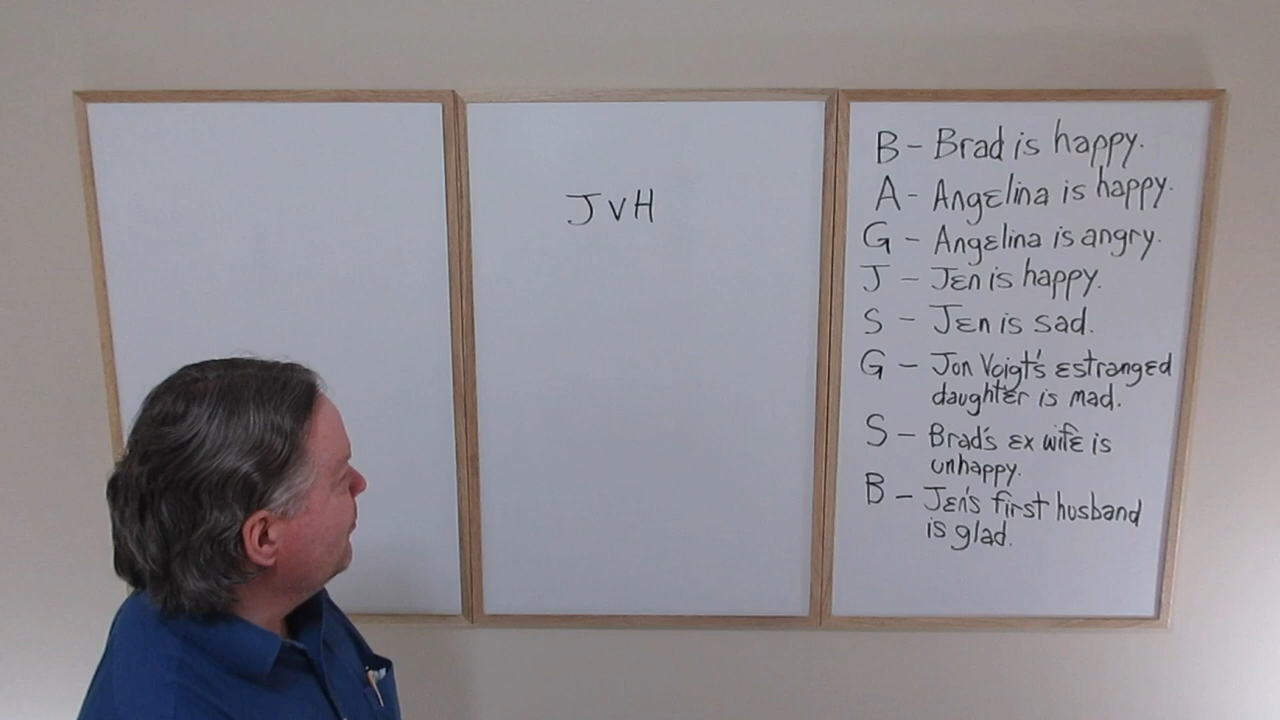 J v H
B – Brad is happy.
A - Angelina is happy.
G – Angelina is angry.
J – Jen is happy.
S – Jen is sad.
G – Jon Voigt's estranged
daughter is mad.
S – Brad's ex wife is
unhappy.
B – Jen's first husband
is glad.